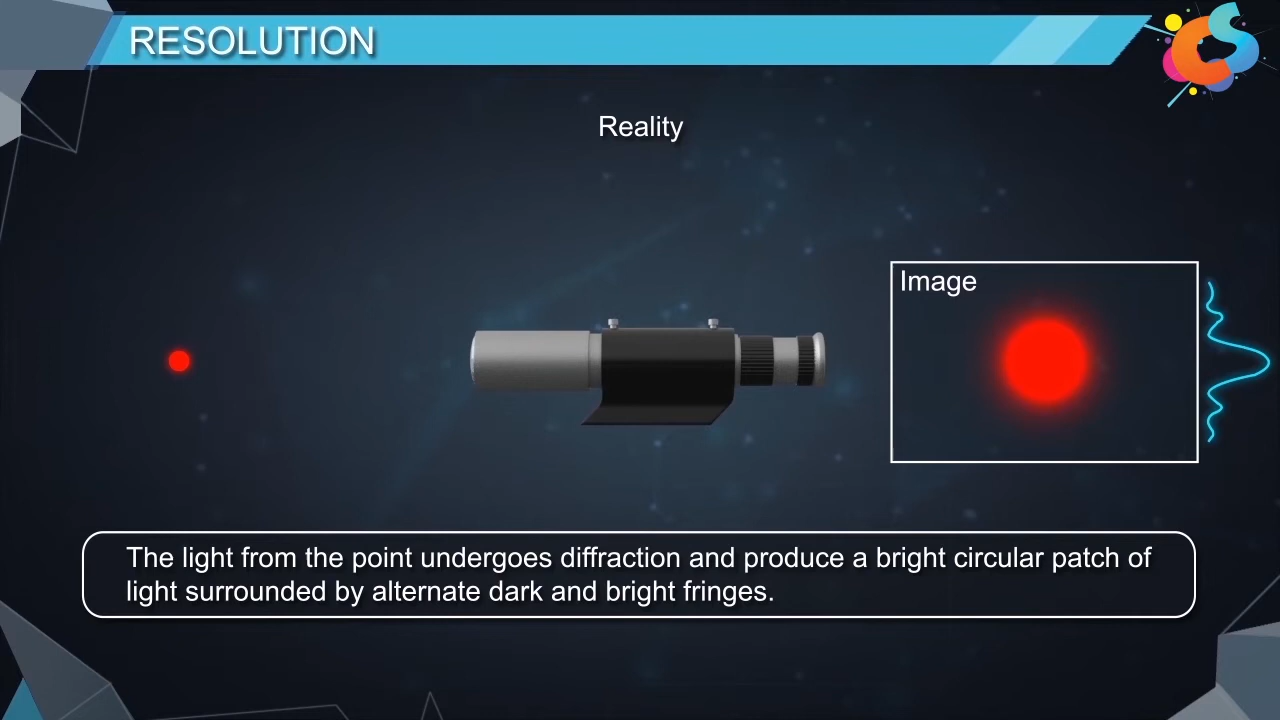 RESOLUTION
CS
Reality
Image
The light from the point undergoes diffraction and produce a bright circular patch of
light surrounded by alternate dark and bright fringes.